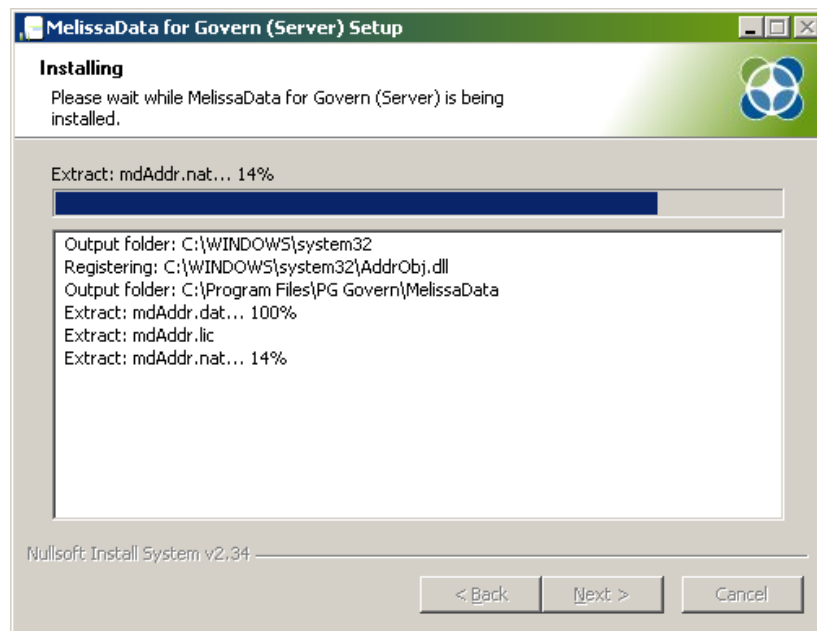 MelissaData for Govern (Server) Setup
Installing
Please wait while MelissaData for Govern (Server) is being
installed.
Extract: mdAddr.nat... 14%
Output folder: C:\WINDOWS\system32
Registering: C:\WINDOWS\system32\AddrObj.dll
Output folder: C:\Program Files\PG Govern\MelissaData
Extract: mdAddr.dat... 100%
Extract: mdAddr.lic
Extract: mdAddr.nat... 14%
Nullsoft Install System v2.34
< Back Next > Cancel